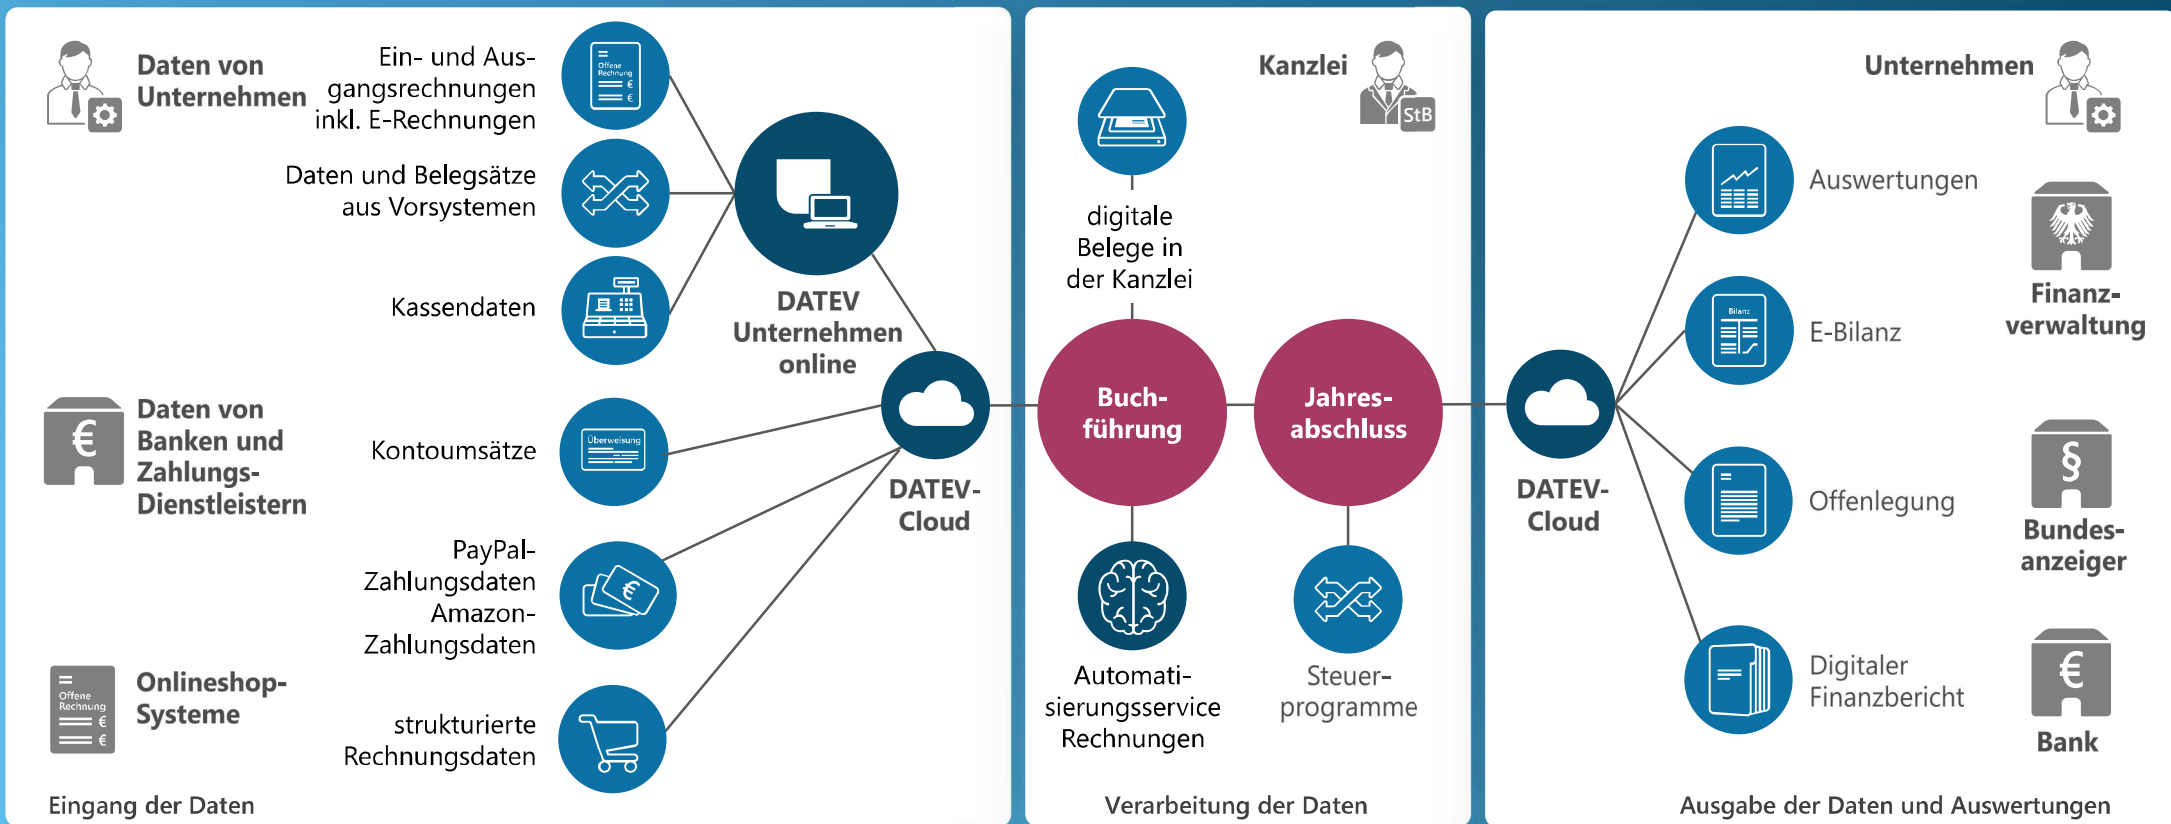 Daten von
Unternehmen
Ein- und Aus-
gangsrechnungen
inkl. E-Rechnungen
Offene
Rechnung
€
€
Daten und Belegsätze
aus Vorsystemen
Kassendaten
DATEV
Unternehmen
online
€
Daten von
Banken und
Zahlungs-
Dienstleistern
Kontoumsätze
Überweisung
PayPal-
Zahlungsdaten
Amazon-
Zahlungsdaten
€
DATEV-
Cloud
Offene
Rechnung
€
€
Onlineshop-
Systeme
strukturierte
Rechnungsdaten
Eingang der Daten
Kanzlei
StB
digitale
Belege in
der Kanzlei
Buch-
führung
Jahres-
abschluss
Automati-
sierungsservice
Rechnungen
Steuer-
programme
Verarbeitung der Daten
Unternehmen
DATEV-
Cloud
Auswertungen
Finanz-
verwaltung
Bilanz
E-Bilanz
Offenlegung
§
Bundes-
anzeiger
Digitaler
Finanzbericht
€
Bank
Ausgabe der Daten und Auswertungen